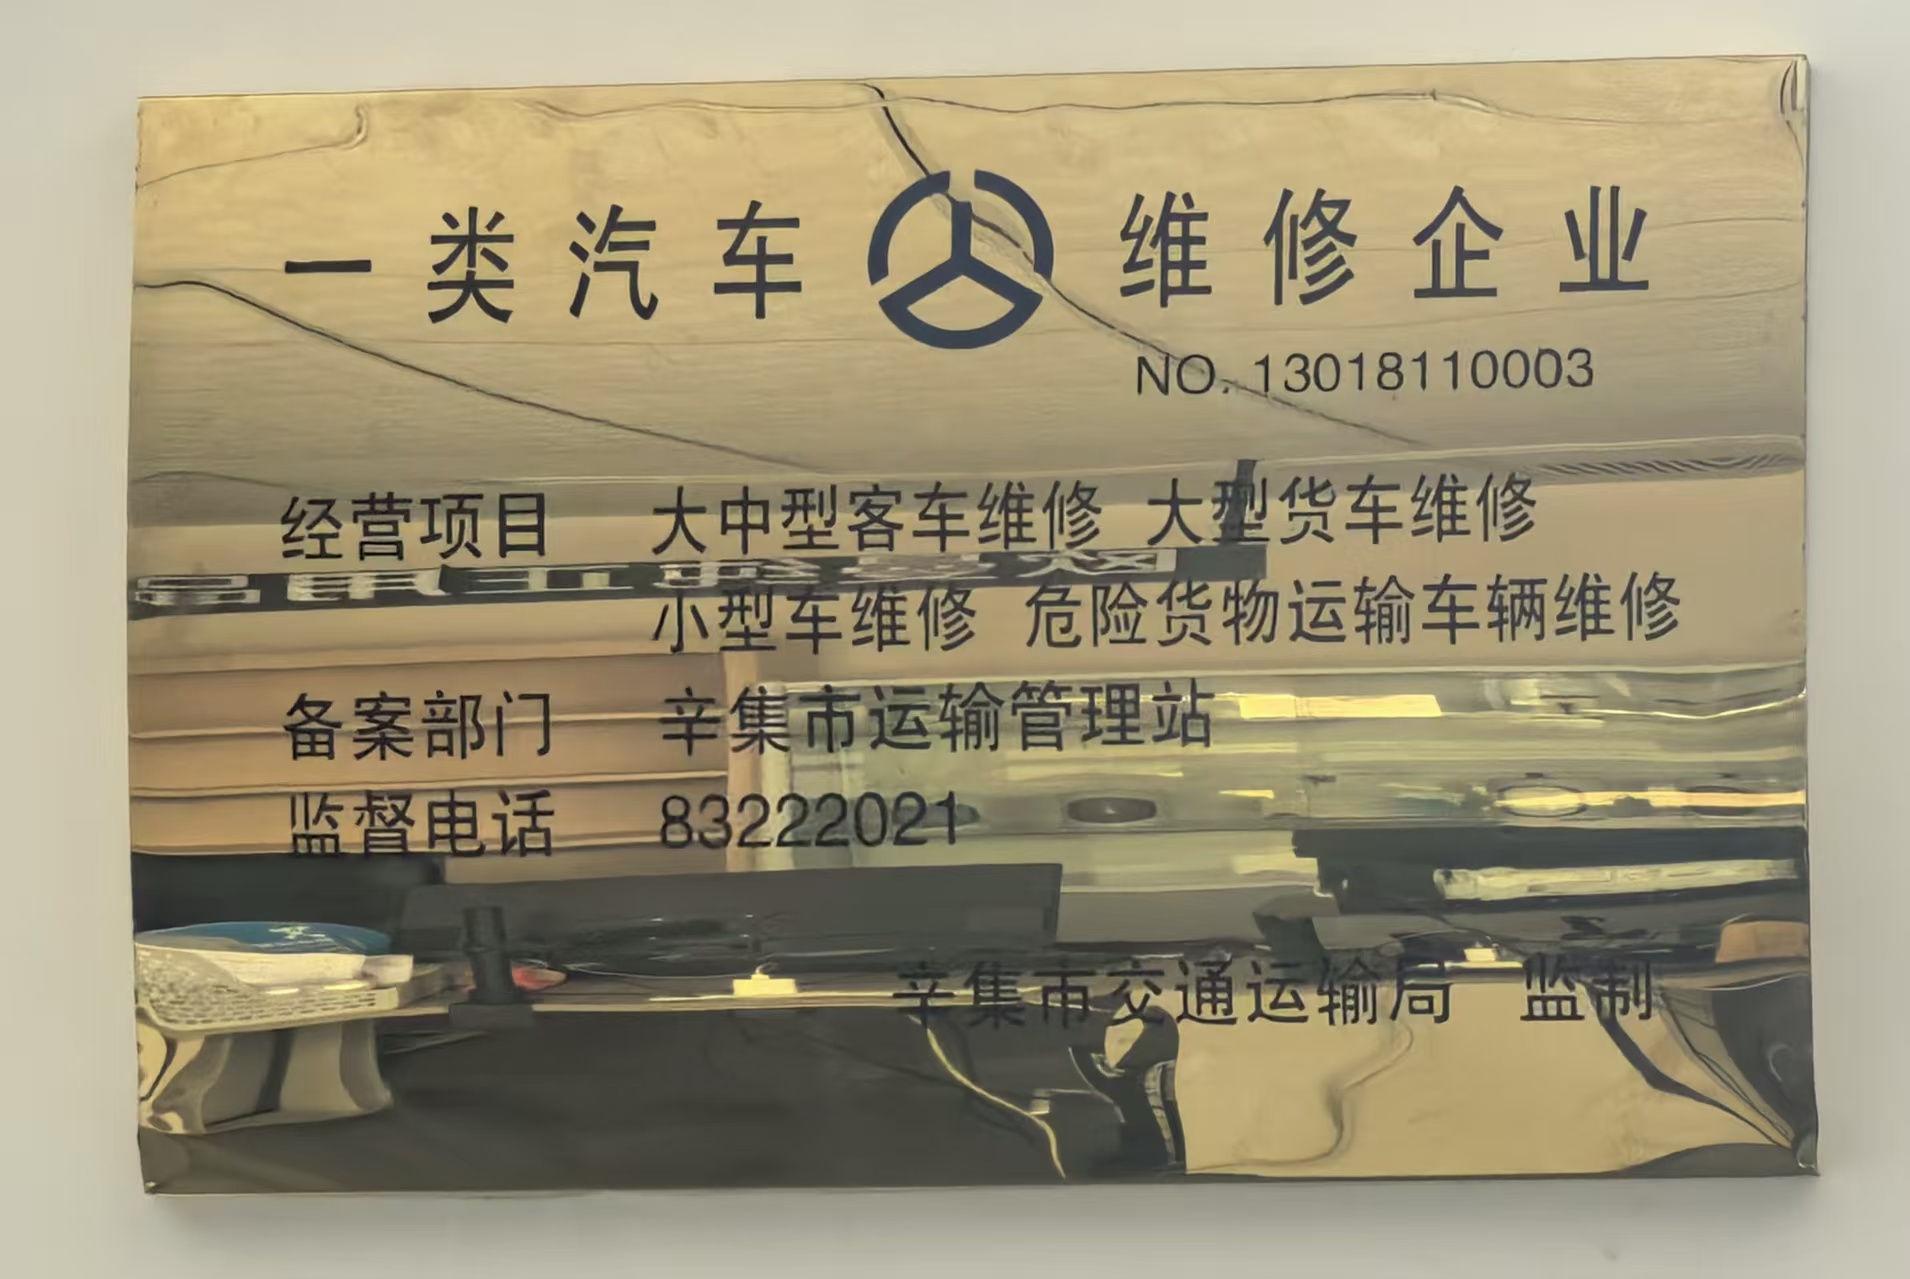 一类汽车维修企业
NO. 13018110003
经营项目 大中型客车维修 大型货车维修
小型车维修 危险货物运输车辆维修
备案部门 辛集市运输管理站
监督电话 83222021
辛集市交通运输局 监制